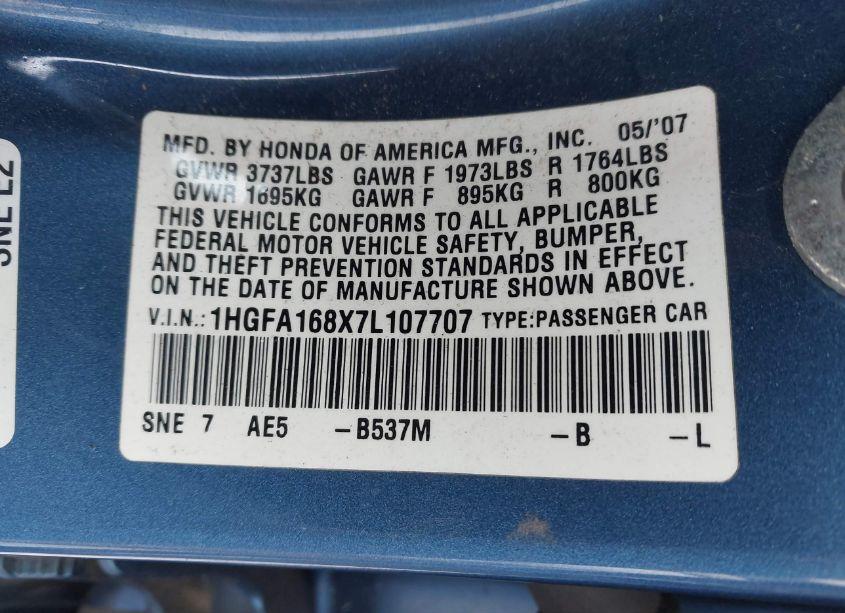 SNE E2
MFD. BY HONDA OF AMERICA MFG., INC. 05/'07
GVWR 3737LBS GAWR F 1973LBS R 1764LBS
GVWR 1695KG GAWR F 895KG R 800KG
THIS VEHICLE CONFORMS TO ALL APPLICABLE
FEDERAL MOTOR VEHICLE SAFETY, BUMPER,
AND THEFT PREVENTION STANDARDS IN EFFECT
ON THE DATE OF MANUFACTURE SHOWN ABOVE.
V.I.N.: 1HGFA168X7L107707 TYPE:PASSENGER CAR
SNE 7 AE5 -B537M -B -L